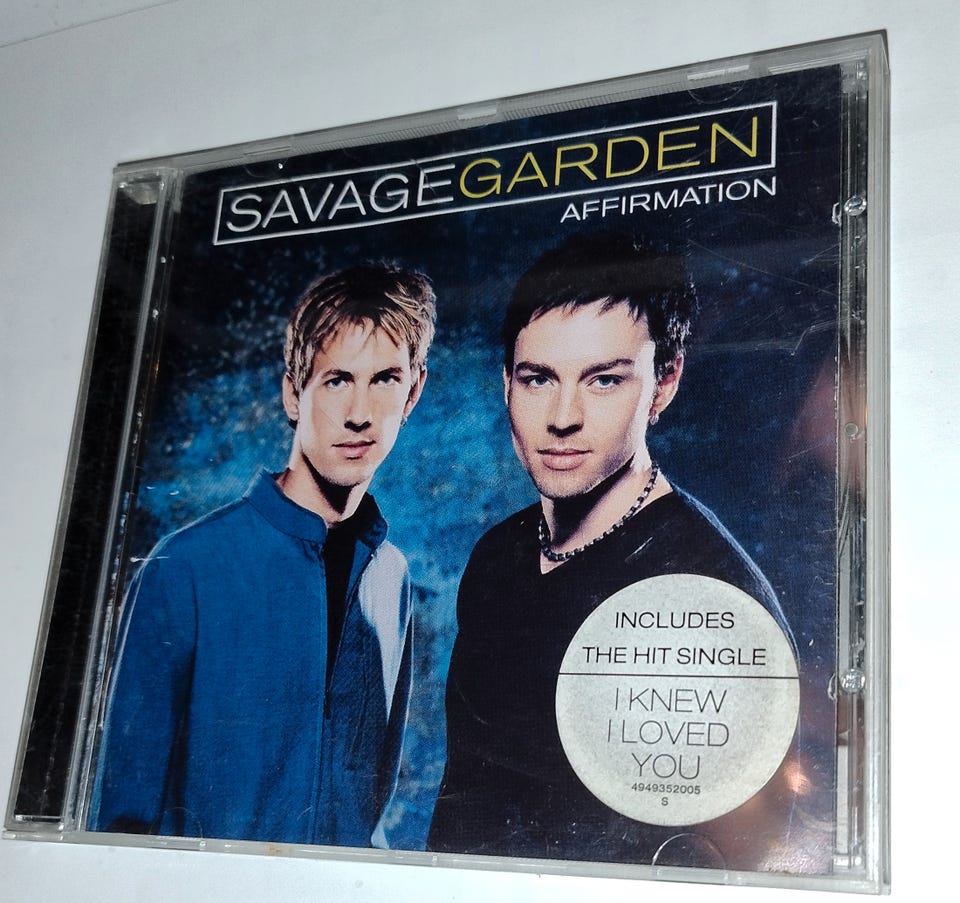 SAVAGEGARDEN
AFFIRMATION
INCLUDES
THE HIT SINGLE
I KNEW
I LOVED
YOU
4949352005
S